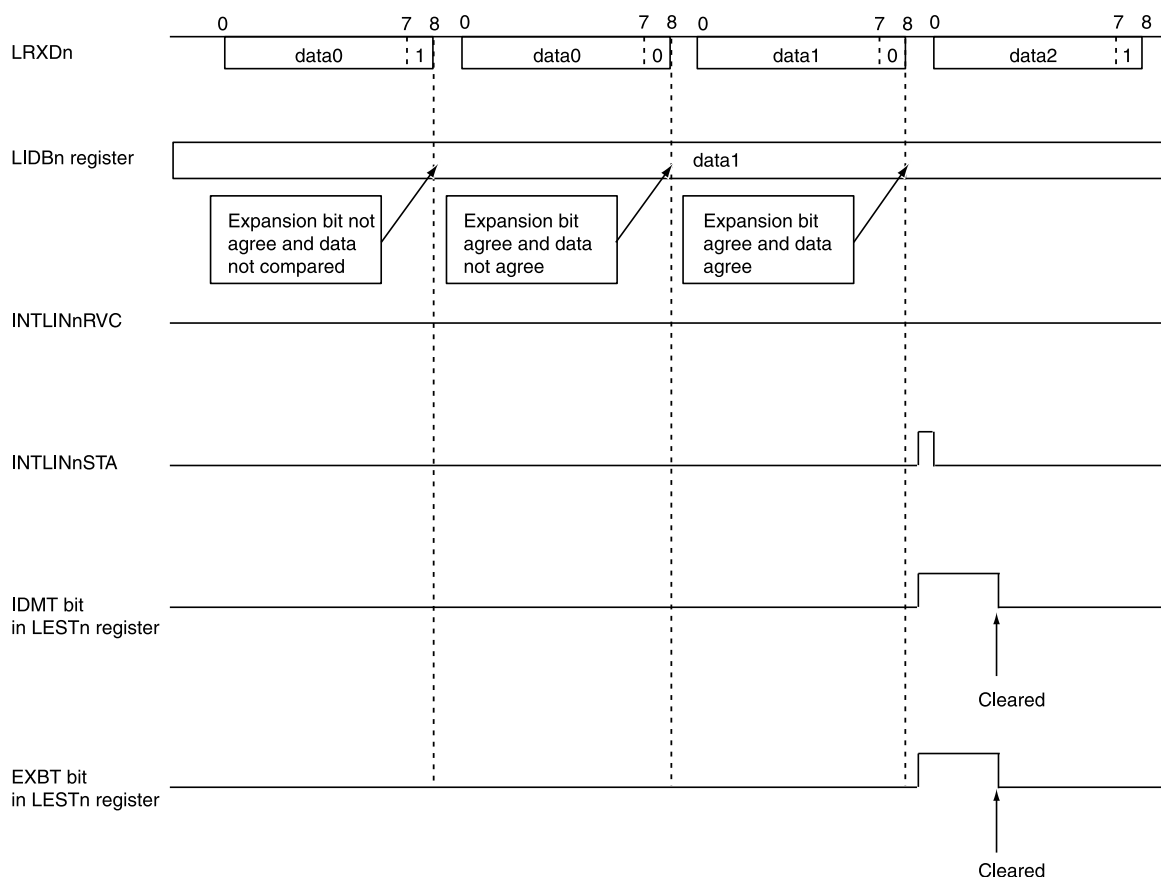 0 7 8 0 7 8 0 7 8 0 7 8
LRXDn data0 1 data0 0 data1 0 data2 1
LIDBn register data1
Expansion bit not
agree and data
not compared
Expansion bit
agree and data
not agree
Expansion bit
agree and data
agree
INTLINnRVC
INTLINnSTA
IDMT bit
in LESTn register
Cleared
EXBT bit
in LESTn register
Cleared